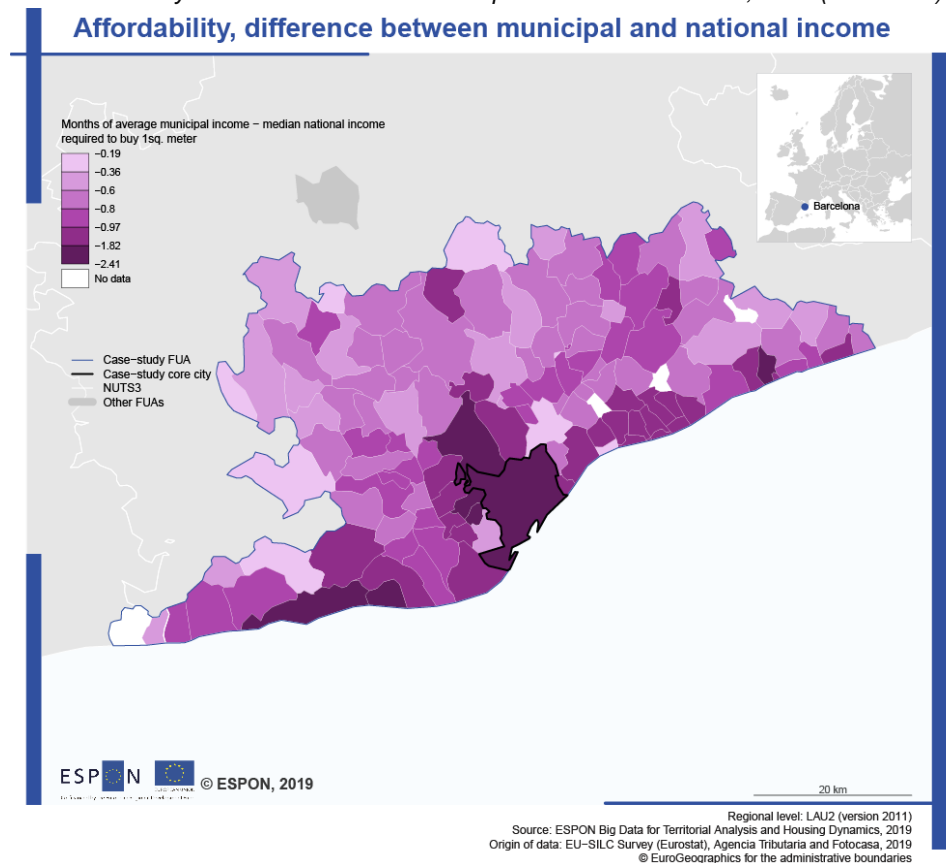 Affordability, difference between municipal and national income
Months of average municipal income − median national income
required to buy 1sq. meter
−0.19
−0.36
−0.6
−0.8
−0.97
−1.82
−2.41
No data
Barcelona
Case−study FUA
Case−study core city
NUTS3
Other FUAs
ESPON
© ESPON, 2019
20 km
Regional level: LAU2 (version 2011)
Source: ESPON Big Data for Territorial Analysis and Housing Dynamics, 2019
Origin of data: EU−SILC Survey (Eurostat), Agencia Tributaria and Fotocasa, 2019
© EuroGeographics for the administrative boundaries